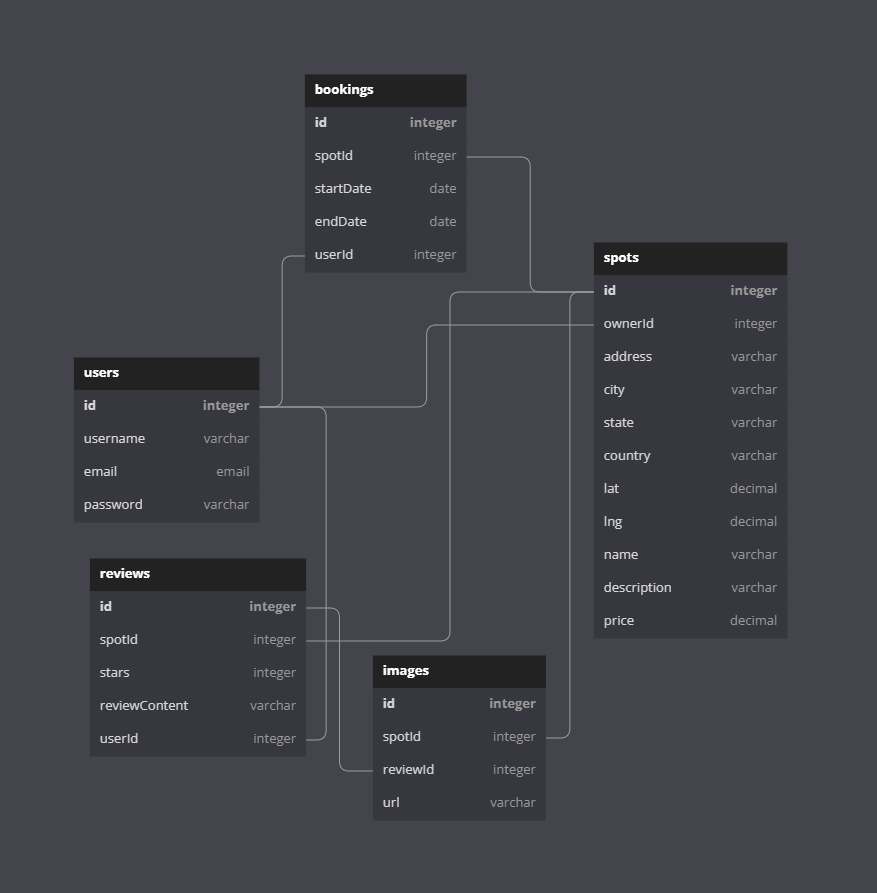 bookings
id integer
spotId integer
startDate date
endDate date
userId integer
spots
id integer
ownerId integer
address varchar
city varchar
state varchar
country varchar
lat decimal
lng decimal
name varchar
description varchar
price decimal
users
id integer
username varchar
email email
password varchar
reviews
id integer
spotId integer
stars integer
reviewContent varchar
userId integer
images
id integer
spotId integer
reviewId integer
url varchar